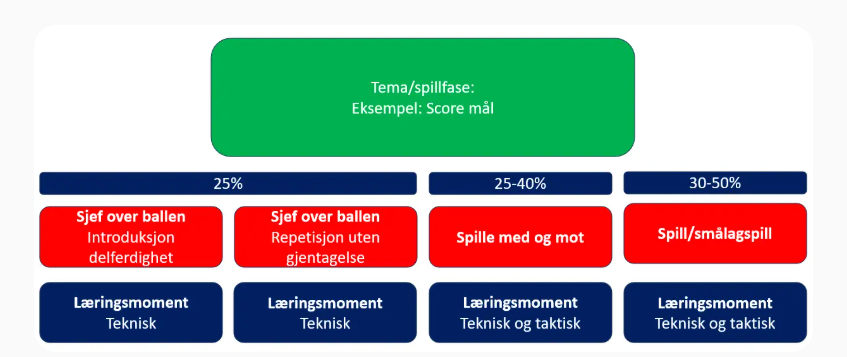 Tema/spillfase:
Eksempel: Score mål
25%
25-40%
30-50%
Sjef over ballen
Introduksjon
delferdighet
Sjef over ballen
Repetisjon uten
gjentagelse
Spille med og mot
Spill/smålagspill
Læringsmoment
Teknisk
Læringsmoment
Teknisk
Læringsmoment
Teknisk og taktisk
Læringsmoment
Teknisk og taktisk